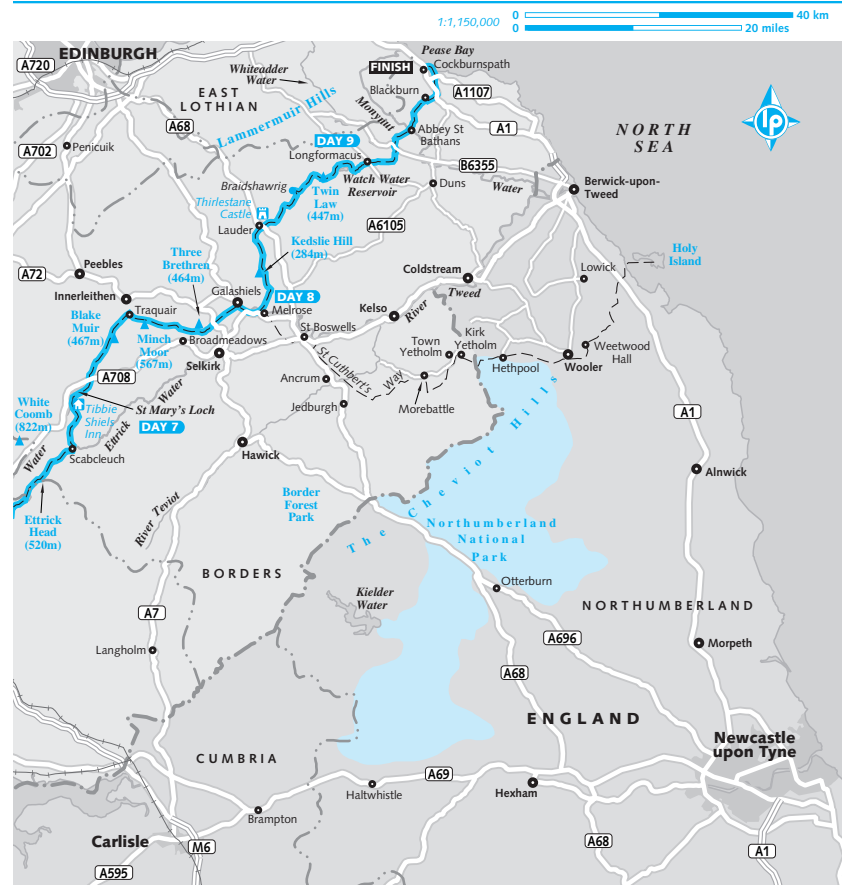 1:1,150,000
0
40 km
0
20 miles
EDINBURGH
A720
Pease Bay
FINISH
Cockburnspath
Whiteadder
Water
Blackburn
A1107
EAST
LOTHIAN
Lammermuir Hills
Monynut
A68
Abbey St
Bathans
A1
NORTH
SEA
lp
A702
Penicuik
DAY 9
Longformacus
B6355
Watch Water
Reservoir
Duns
Water
Berwick-upon-
Tweed
Braidshawrig
Twin
Law
(447m)
Thirlestane
Castle
Lauder
A6105
Kedslie Hill
(284m)
Three
Brethren
(464m)
Holy
Island
A72
Peebles
Coldstream
Lowick
Innerleithen
Galashiels
DAY 8
Tweed
River
Kelso
Traquair
Melrose
Blake
Muir
(467m)
Minch
Moor
(567m)
Broadmeadows
St Boswells
Town
Yetholm
Kirk
Yetholm
Weetwood
Hall
Selkirk
Hethpool
Wooler
A708
St Cuthbert's
Way
Ancrum
Water
Ettrick
Morebattle
White
Coomb
(822m)
Tibbie
Shiels
Inn
St Mary's Loch
DAY 7
Jedburgh
A1
Water
Scabcleuch
Hawick
Alnwick
The Cheviot Hills
Ettrick
Head
(520m)
River Teviot
Border
Forest
Park
Northumberland
National
Park
BORDERS
Otterburn
Kielder
Water
NORTHUMBERLAND
A7
A696
Langholm
Morpeth
A68
ENGLAND
Newcastle
upon Tyne
CUMBRIA
A69
Haltwhistle
Hexham
Brampton
Carlisle
M6
A68
A1
A595